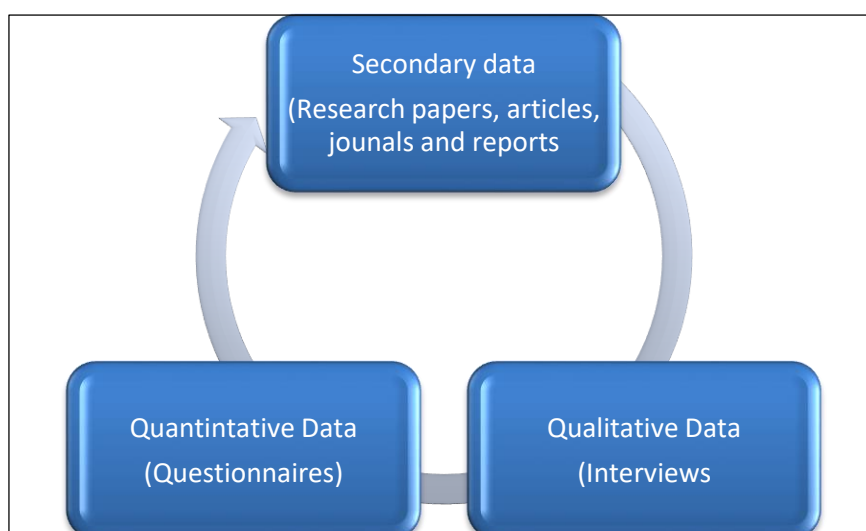 Secondary data
(Research papers, articles,
jounals and reports
Quantintative Data
(Questionnaires)
Qualitative Data
(Interviews